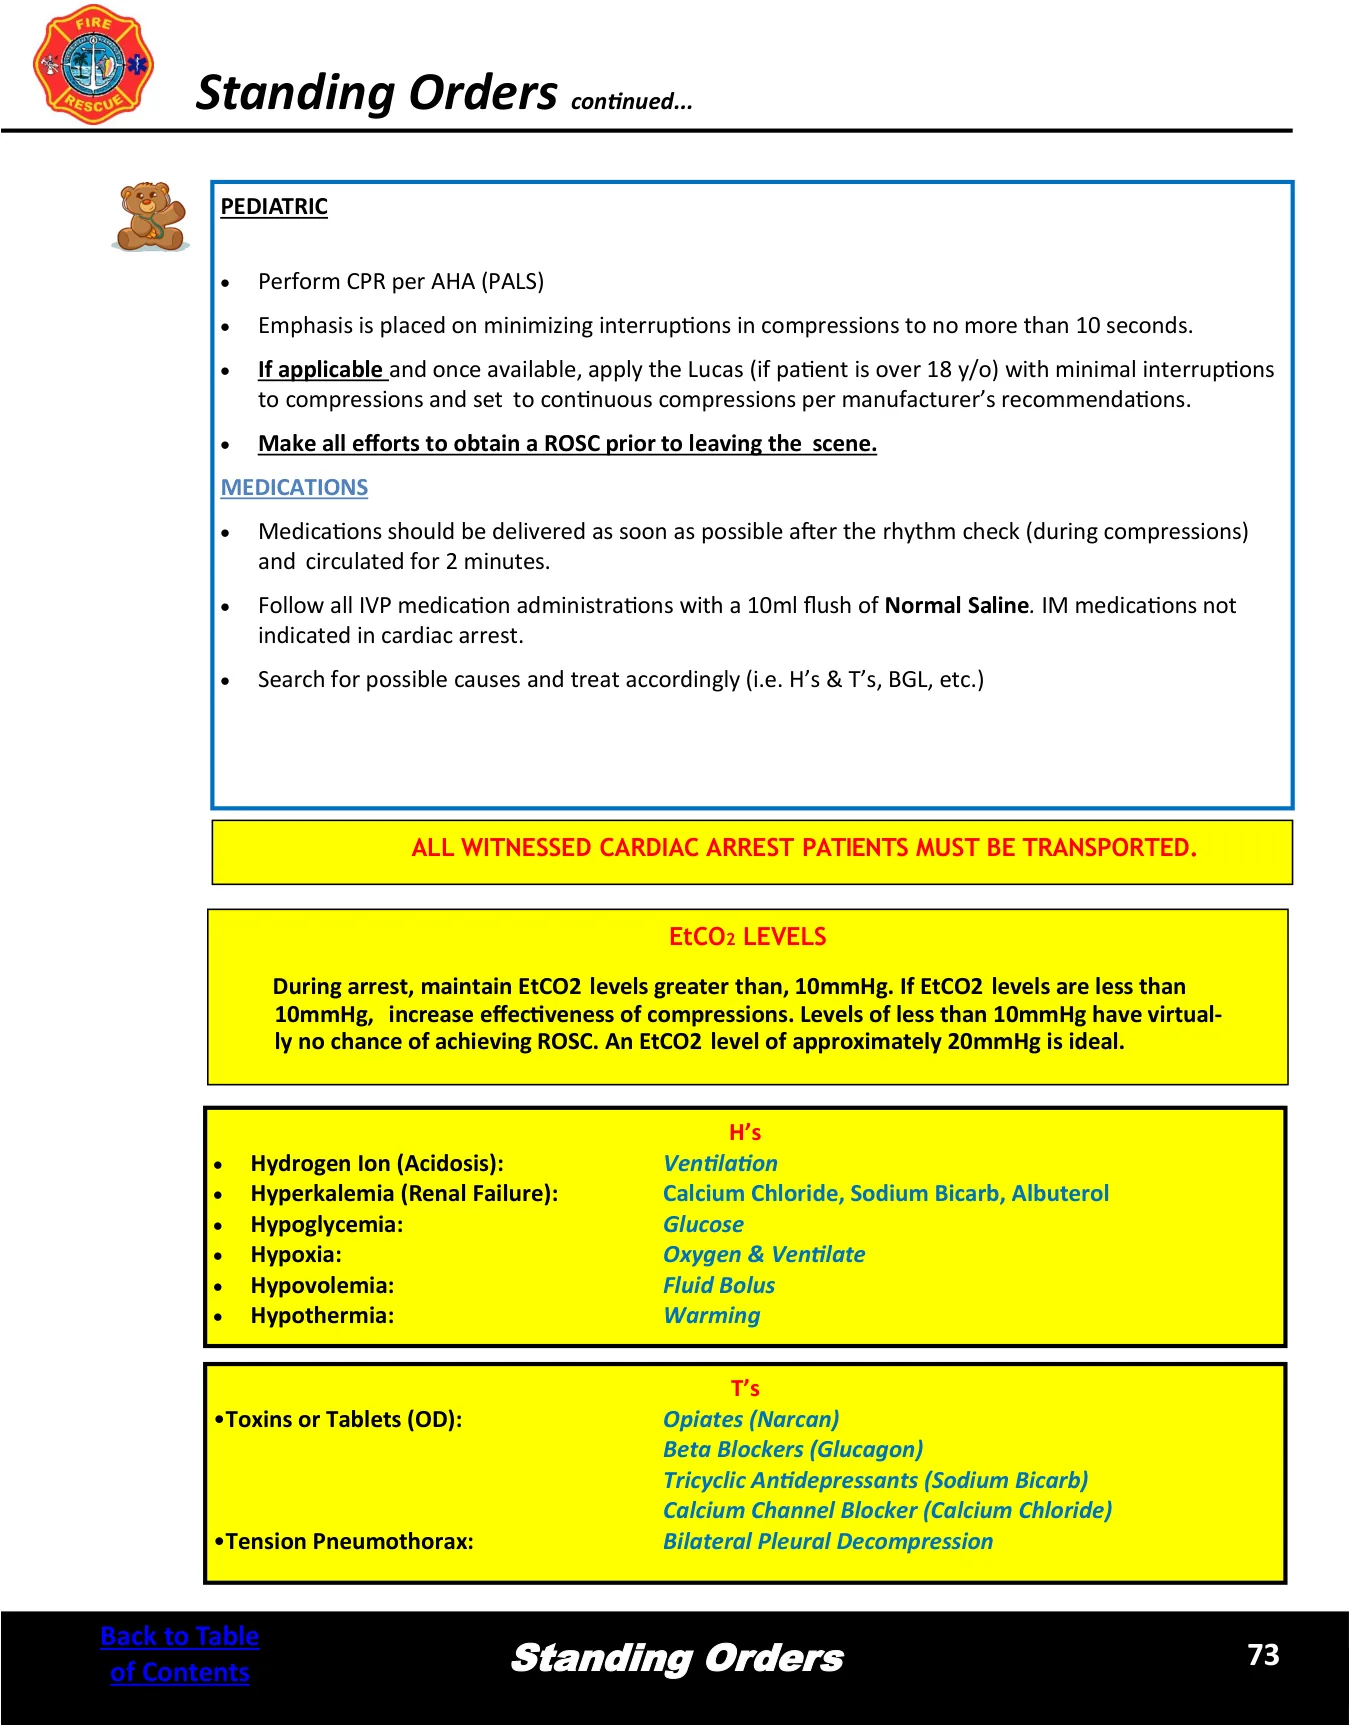 FIRE
RESCUE
Standing Orders continued...
PEDIATRIC
• Perform CPR per AHA (PALS)
• Emphasis is placed on minimizing interruptions in compressions to no more than 10 seconds.
• If applicable and once available, apply the Lucas (if patient is over 18 y/o) with minimal interruptions
to compressions and set to continuous compressions per manufacturer’s recommendations.
• Make all efforts to obtain a ROSC prior to leaving the scene.
MEDICATIONS
• Medications should be delivered as soon as possible after the rhythm check (during compressions)
and circulated for 2 minutes.
• Follow all IVP medication administrations with a 10ml flush of Normal Saline. IM medications not
indicated in cardiac arrest.
• Search for possible causes and treat accordingly (i.e. H’s & T’s, BGL, etc.)
ALL WITNESSED CARDIAC ARREST PATIENTS MUST BE TRANSPORTED.
EtCO2 LEVELS
During arrest, maintain EtCO2 levels greater than, 10mmHg. If EtCO2 levels are less than
10mmHg, increase effectiveness of compressions. Levels of less than 10mmHg have virtual-
ly no chance of achieving ROSC. An EtCO2 level of approximately 20mmHg is ideal.
H’s
• Hydrogen Ion (Acidosis): Ventilation
• Hyperkalemia (Renal Failure): Calcium Chloride, Sodium Bicarb, Albuterol
• Hypoglycemia: Glucose
• Hypoxia: Oxygen & Ventilate
• Hypovolemia: Fluid Bolus
• Hypothermia: Warming
T’s
•Toxins or Tablets (OD): Opiates (Narcan)
Beta Blockers (Glucagon)
Tricyclic Antidepressants (Sodium Bicarb)
Calcium Channel Blocker (Calcium Chloride)
•Tension Pneumothorax: Bilateral Pleural Decompression
Back to Table
of Contents
Standing Orders
73